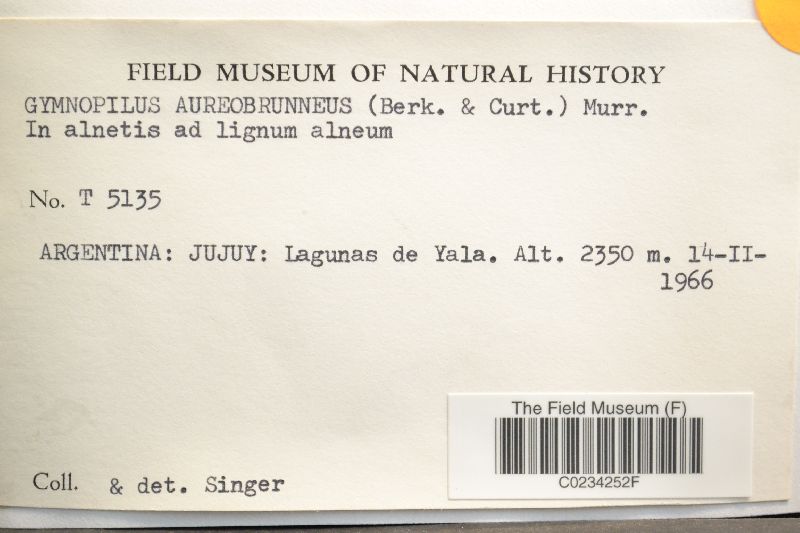 FIELD MUSEUM OF NATURAL HISTORY
GYMNOPILUS AUREOBRUNNEUS (Berk. & Curt.) Murr.
In alnetis ad lignum alneum
No. T 5135
ARGENTINA: JUJUY: Lagunas de Yala. Alt. 2350 m. 14-II-
1966
The Field Museum (F)
C0234252F
Coll. & det. Singer